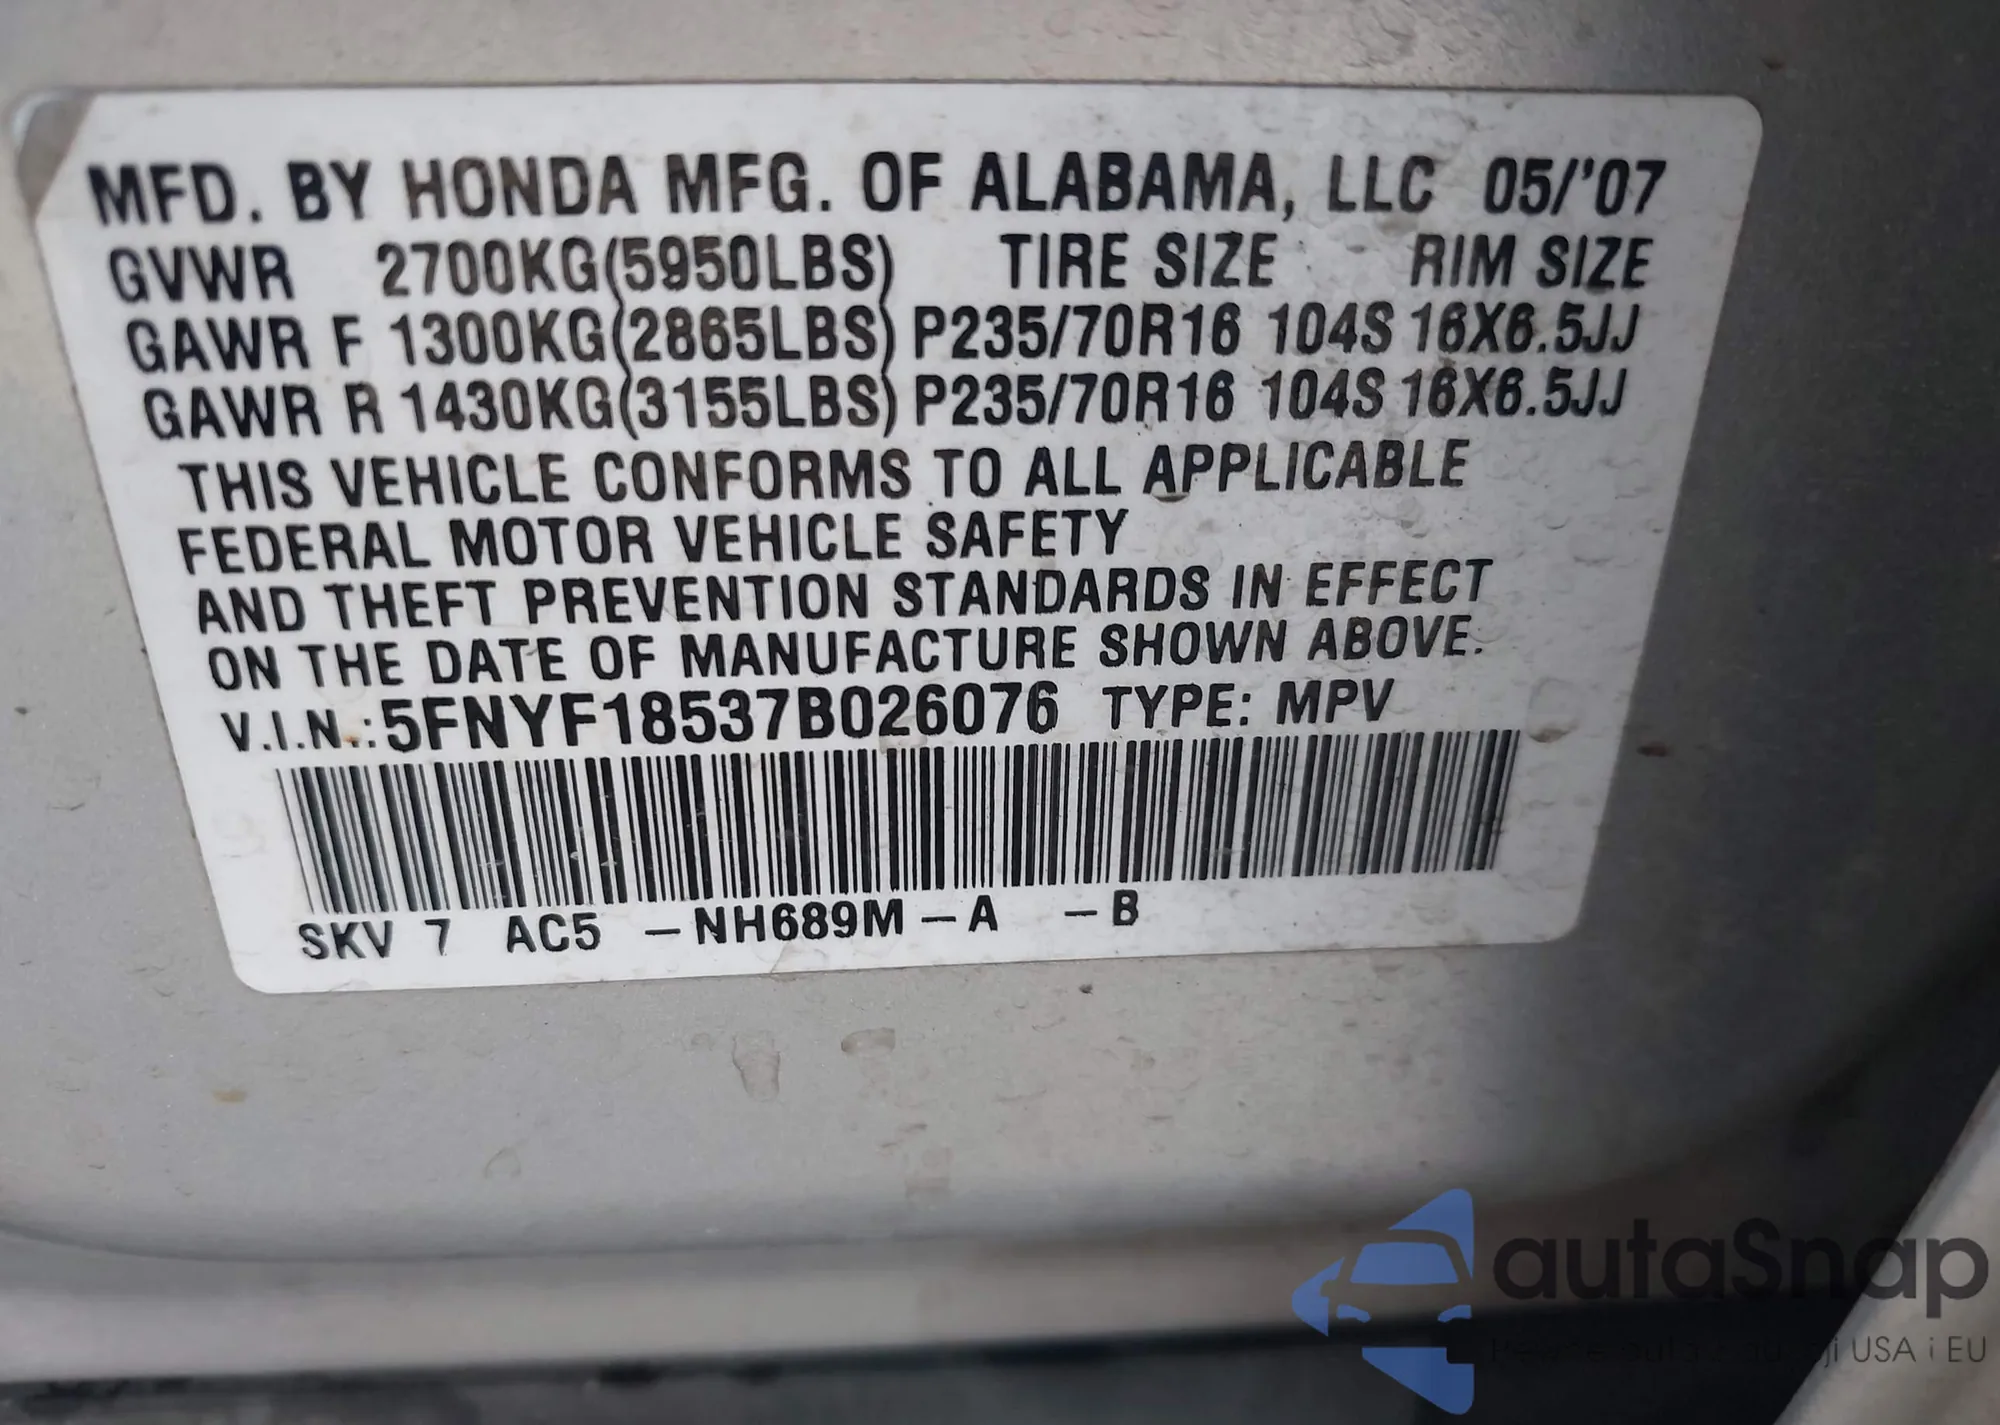 MFD. BY HONDA MFG. OF ALABAMA, LLC 05/'07
GVWR 2700KG(5950LBS) TIRE SIZE RIM SIZE
GAWR F 1300KG(2865LBS) P235/70R16 104S 16X6.5JJ
GAWR R 1430KG(3155LBS) P235/70R16 104S 16X6.5JJ
THIS VEHICLE CONFORMS TO ALL APPLICABLE
FEDERAL MOTOR VEHICLE SAFETY
AND THEFT PREVENTION STANDARDS IN EFFECT
ON THE DATE OF MANUFACTURE SHOWN ABOVE.
V.I.N.:5FNYF18537B026076 TYPE: MPV
SKV 7 AC5 -NH689M-A -B
autaSnap
USA i EU